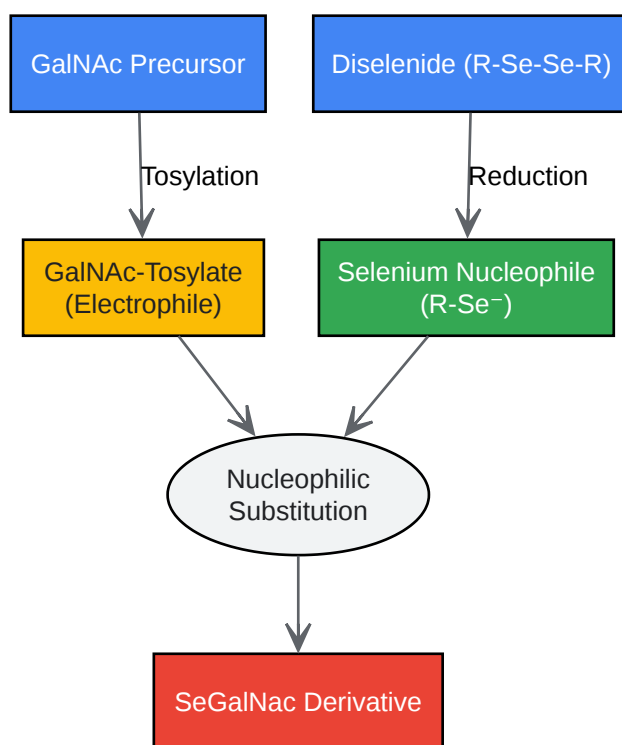 GalNAc Precursor
Diselenide (R-Se-Se-R)
Tosylation
Reduction
GalNAc-Tosylate
(Electrophile)
Selenium Nucleophile
(R-Se⁻)
Nucleophilic
Substitution
SeGalNac Derivative